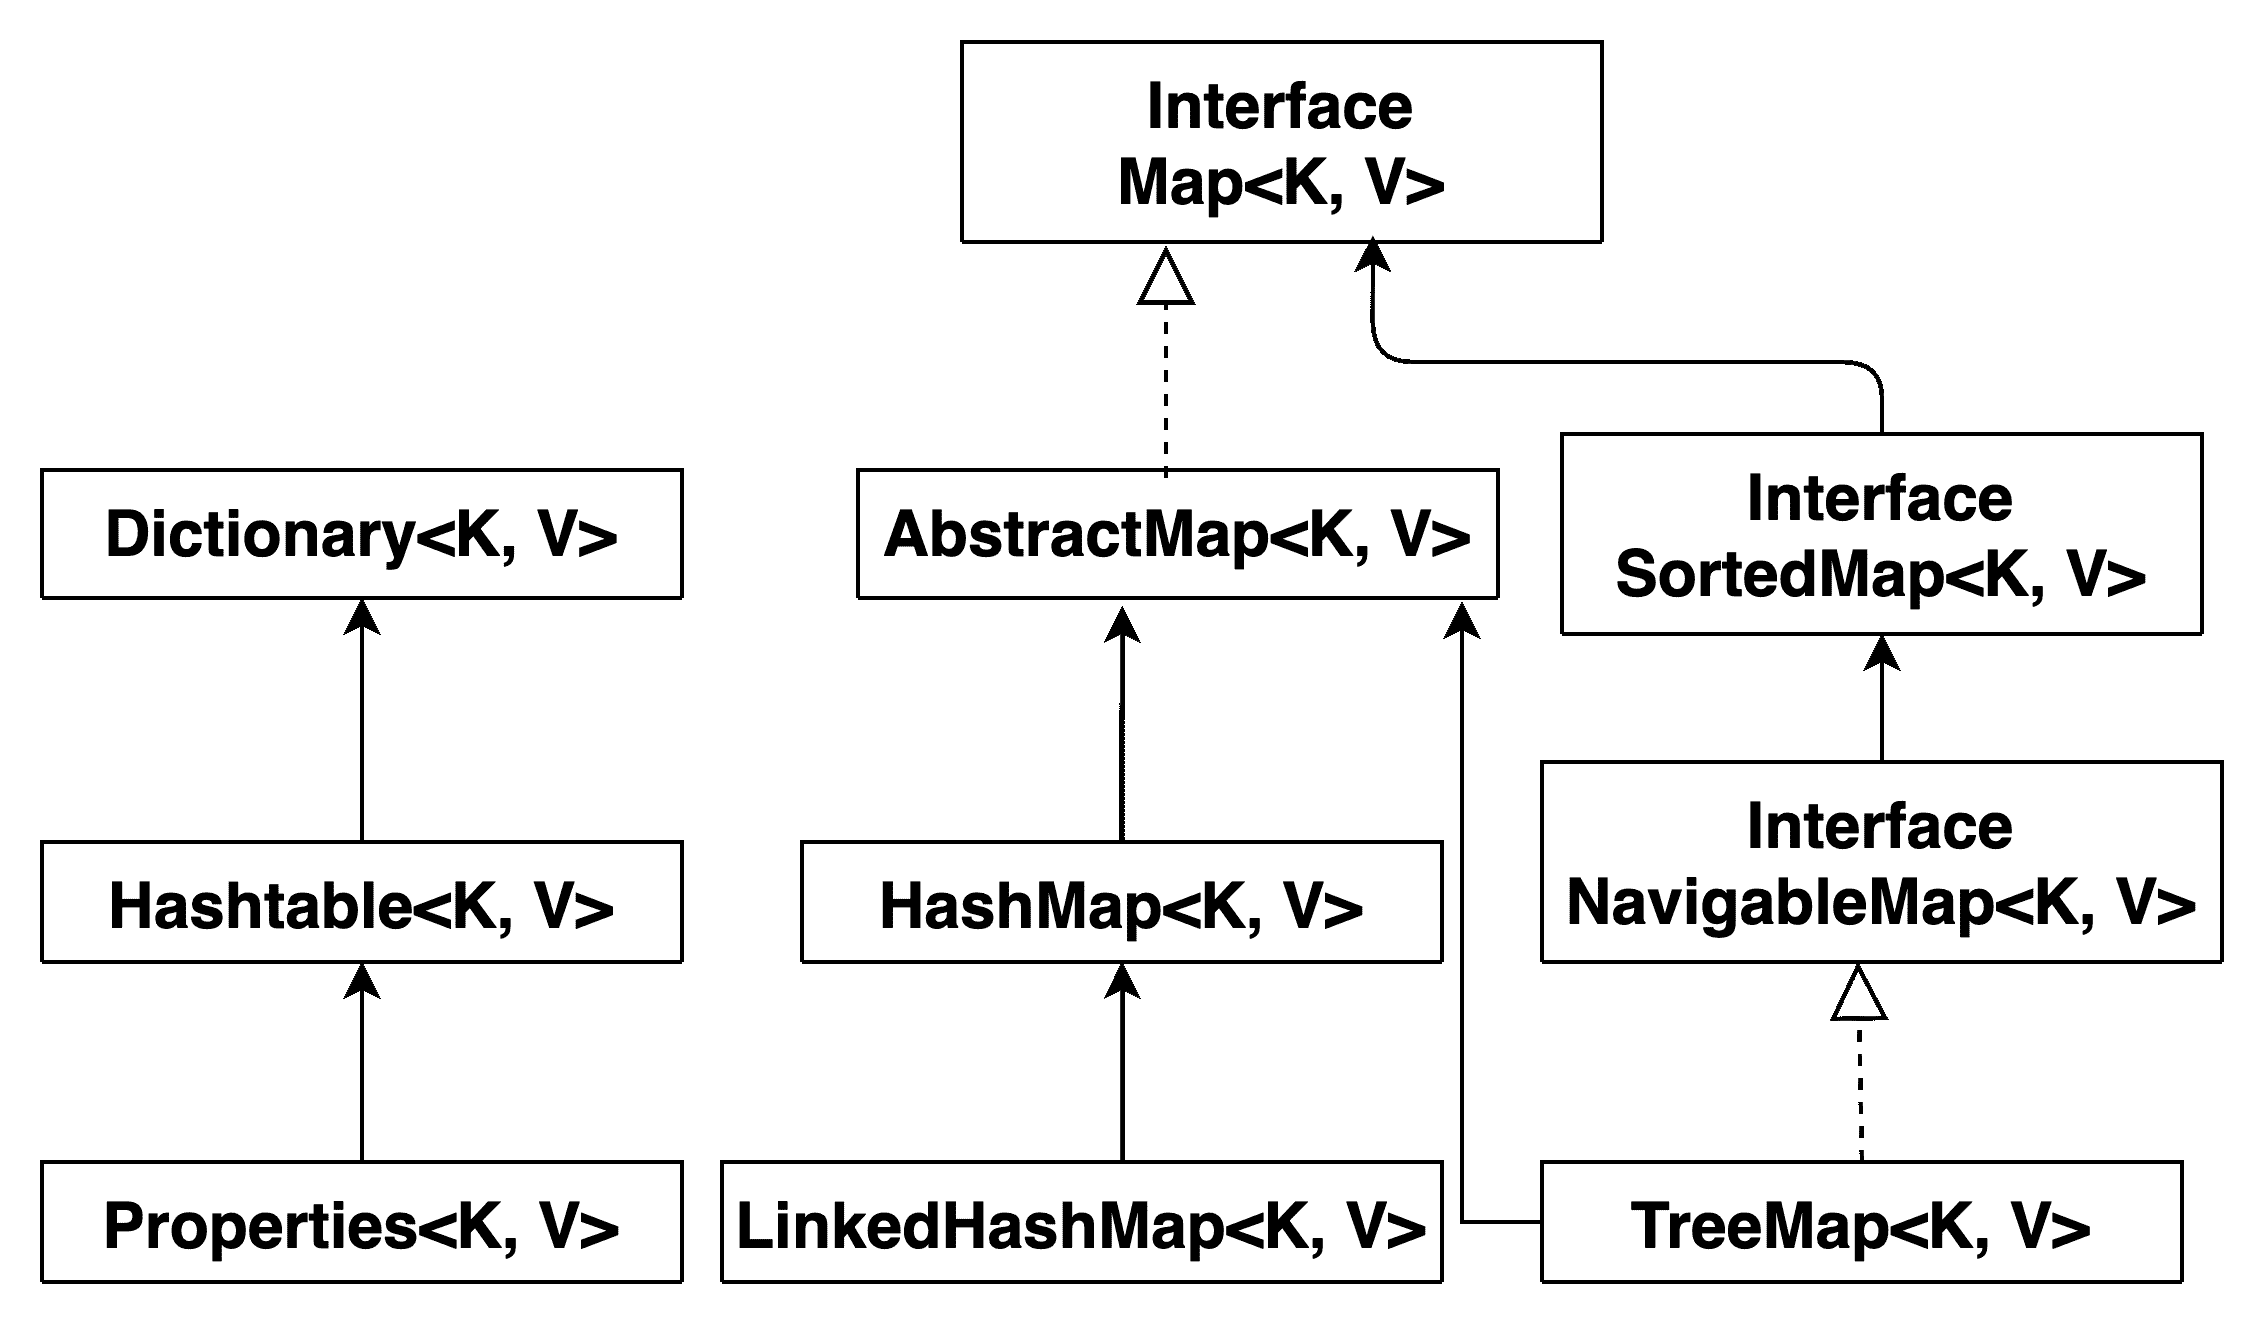 Interface
Map<K, V>
Dictionary<K, V>
AbstractMap<K, V>
Interface
SortedMap<K, V>
Hashtable<K, V>
HashMap<K, V>
Interface
NavigableMap<K, V>
Properties<K, V>
LinkedHashMap<K, V>
TreeMap<K, V>